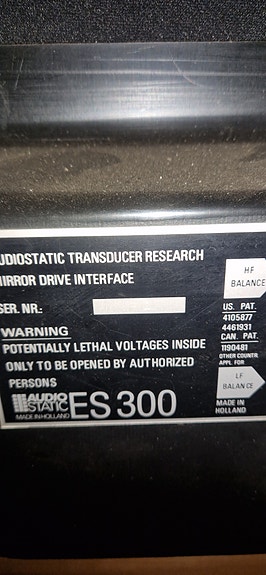 UDIOSTATIC TRANSDUCER RESEARCH
MIRROR DRIVE INTERFACE
SER. NR.:
WARNING
POTENTIALLY LETHAL VOLTAGES INSIDE
ONLY TO BE OPENED BY AUTHORIZED
PERSONS
AUDIO
STATIC
MADE IN HOLLAND
ES 300
HF
BALANCE
US. PAT.
4105877
4461931
CAN. PAT.
1190481
OTHER COUNTR.
APPL. FOR
LF
BALANCE
MADE IN
HOLLAND